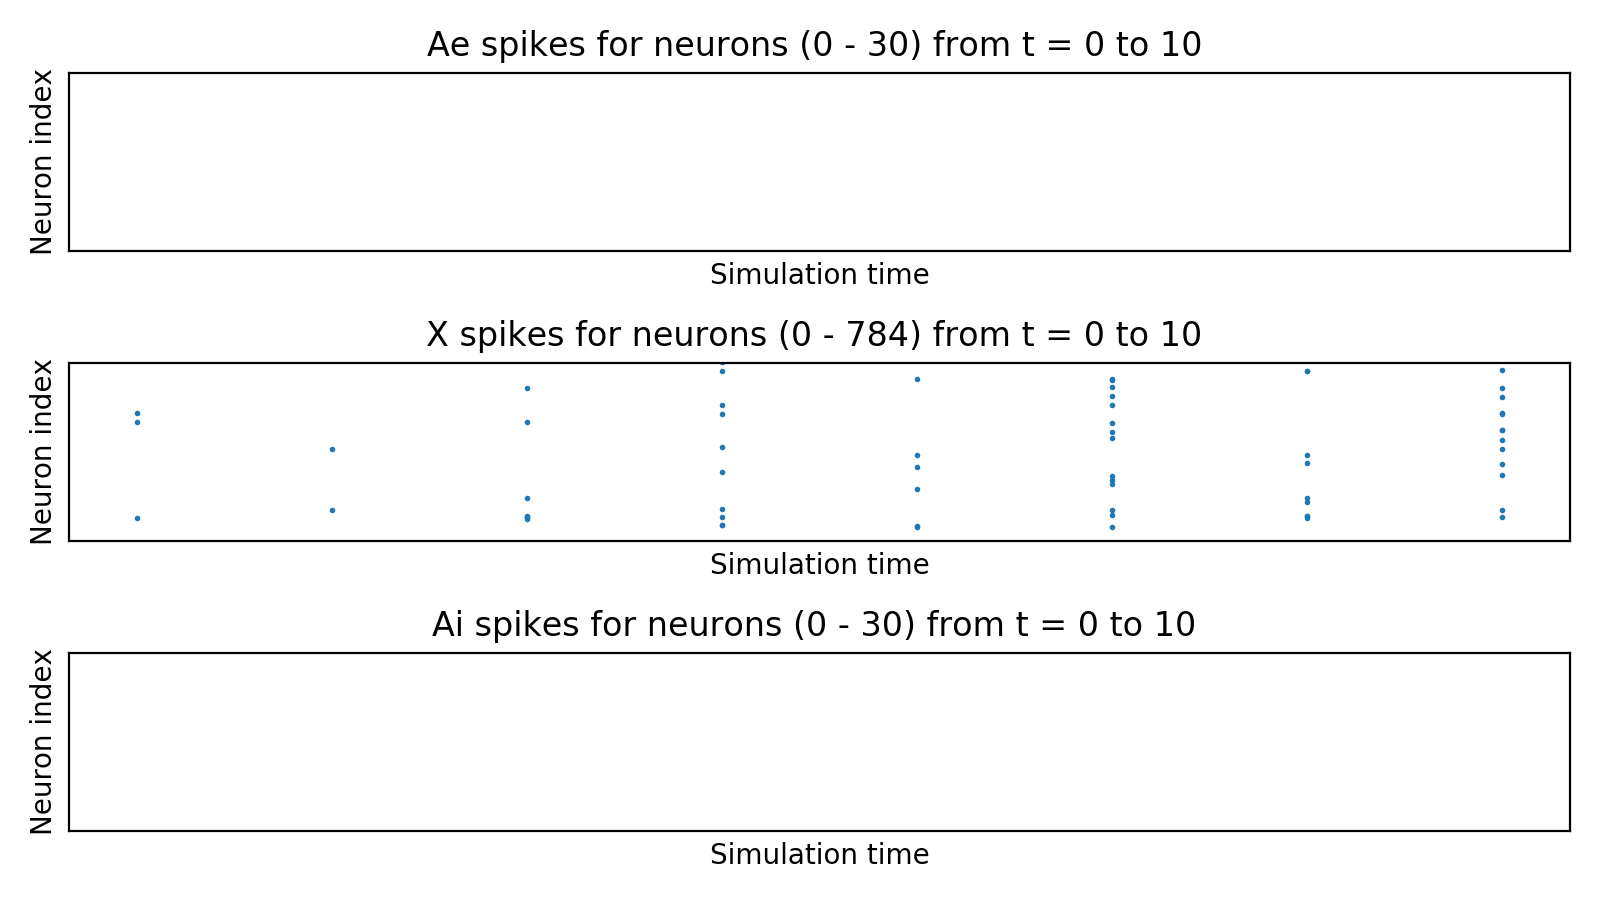 Ae spikes for neurons (0 - 30) from t = 0 to 10
Neuron index
Simulation time
X spikes for neurons (0 - 784) from t = 0 to 10
Neuron index
Simulation time
Ai spikes for neurons (0 - 30) from t = 0 to 10
Neuron index
Simulation time